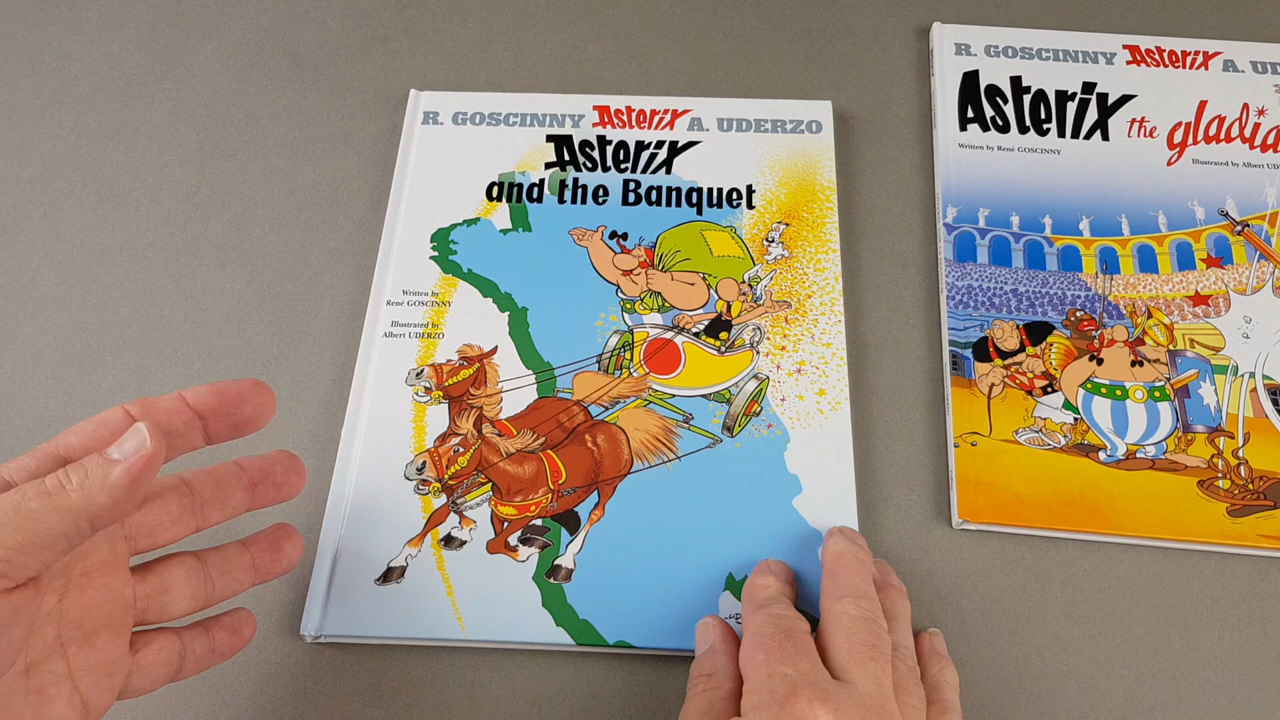 R. GOSCINNY Asterix A. UDERZO
Asterix
and the Banquet
Written by
René GOSCINNY
Illustrated by
Albert UDERZO
R. GOSCINNY Asterix A.
Asterix the
Written by René GOSCINNY
Illustrated by Albert